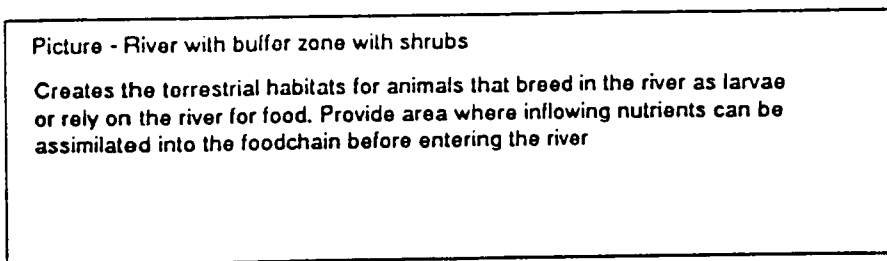 Picture - River with buffer zone with shrubs
Creates the terrestrial habitats for animals that breed in the river as larvae
or rely on the river for food. Provide area where inflowing nutrients can be
assimilated into the foodchain before entering the river